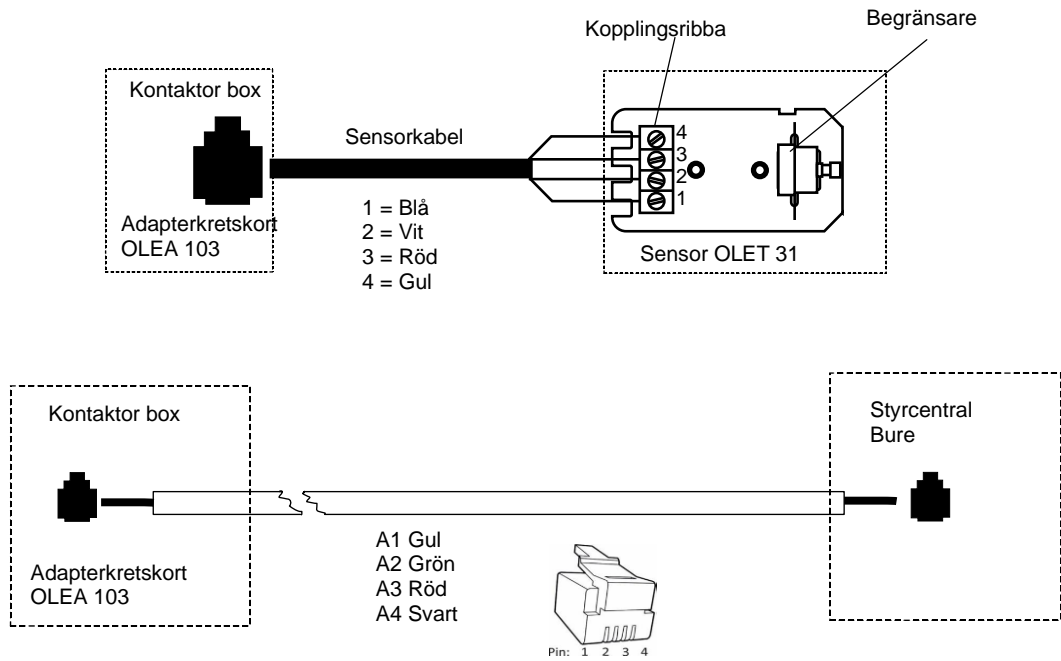 Begränsare
Kopplingsribba
Kontaktor box
Sensorkabel
4
3
2
1
Adapterkretskort
OLEA 103
1 = Blå
2 = Vit
3 = Röd
4 = Gul
Sensor OLET 31
Kontaktor box
Styrcentral
Bure
Adapterkretskort
OLEA 103
A1 Gul
A2 Grön
A3 Röd
A4 Svart
Pin: 1 2 3 4